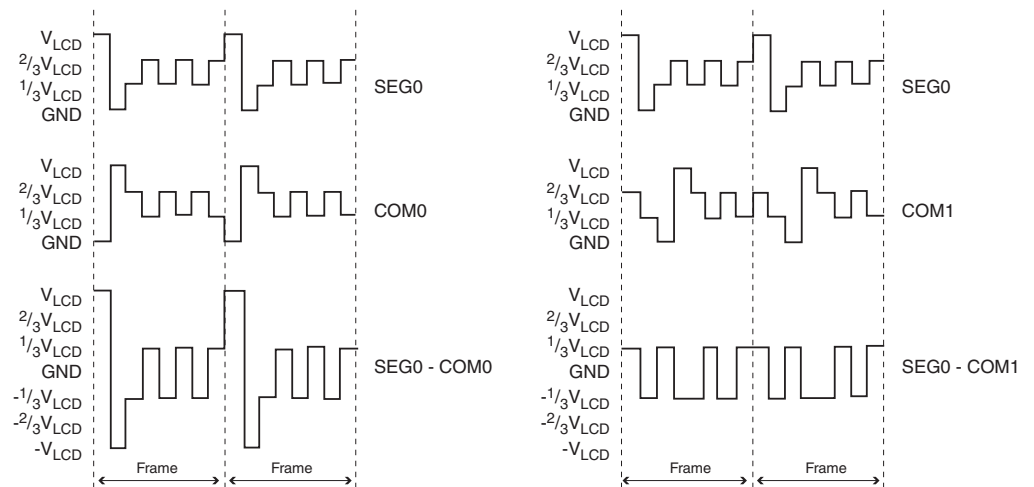 VLCD
2/3VLCD
1/3VLCD
GND
SEG0
VLCD
2/3VLCD
1/3VLCD
GND
COM0
VLCD
2/3VLCD
1/3VLCD
GND
-1/3VLCD
-2/3VLCD
-VLCD
SEG0 - COM0
Frame
Frame
VLCD
2/3VLCD
1/3VLCD
GND
SEG0
VLCD
2/3VLCD
1/3VLCD
GND
COM1
VLCD
2/3VLCD
1/3VLCD
GND
-1/3VLCD
-2/3VLCD
-VLCD
SEG0 - COM1
Frame
Frame